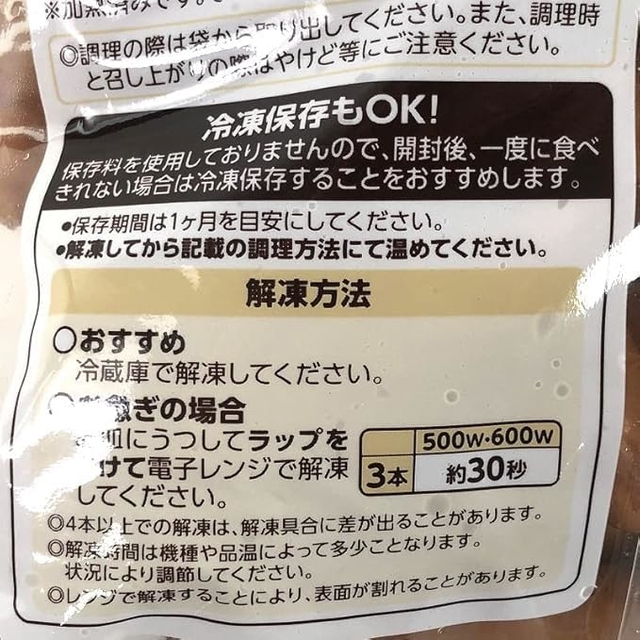 ※加熱済みです。
◎調理の際は袋から取り出してください。また、調理時
と召し上がりの際はやけど等にご注意ください。
冷凍保存もOK!
保存料を使用しておりませんので、開封後、一度に食べ
きれない場合は冷凍保存することをおすすめします。
•保存期間は1ヶ月を目安にしてください。
•解凍してから記載の調理方法にて温めてください。
解凍方法
○おすすめ
冷蔵庫で解凍してください。
ぎの場合
にうつしてラップを
けて電子レンジで解凍
してください。
500W・600W
3本 約30秒
◎4本以上での解凍は、解凍具合に差が出ることがあります。
◎解凍時間は機種や品温によって多少ことなります。
状況により調節してください。
◎レンジで解凍することにより、表面が割れることがあります。